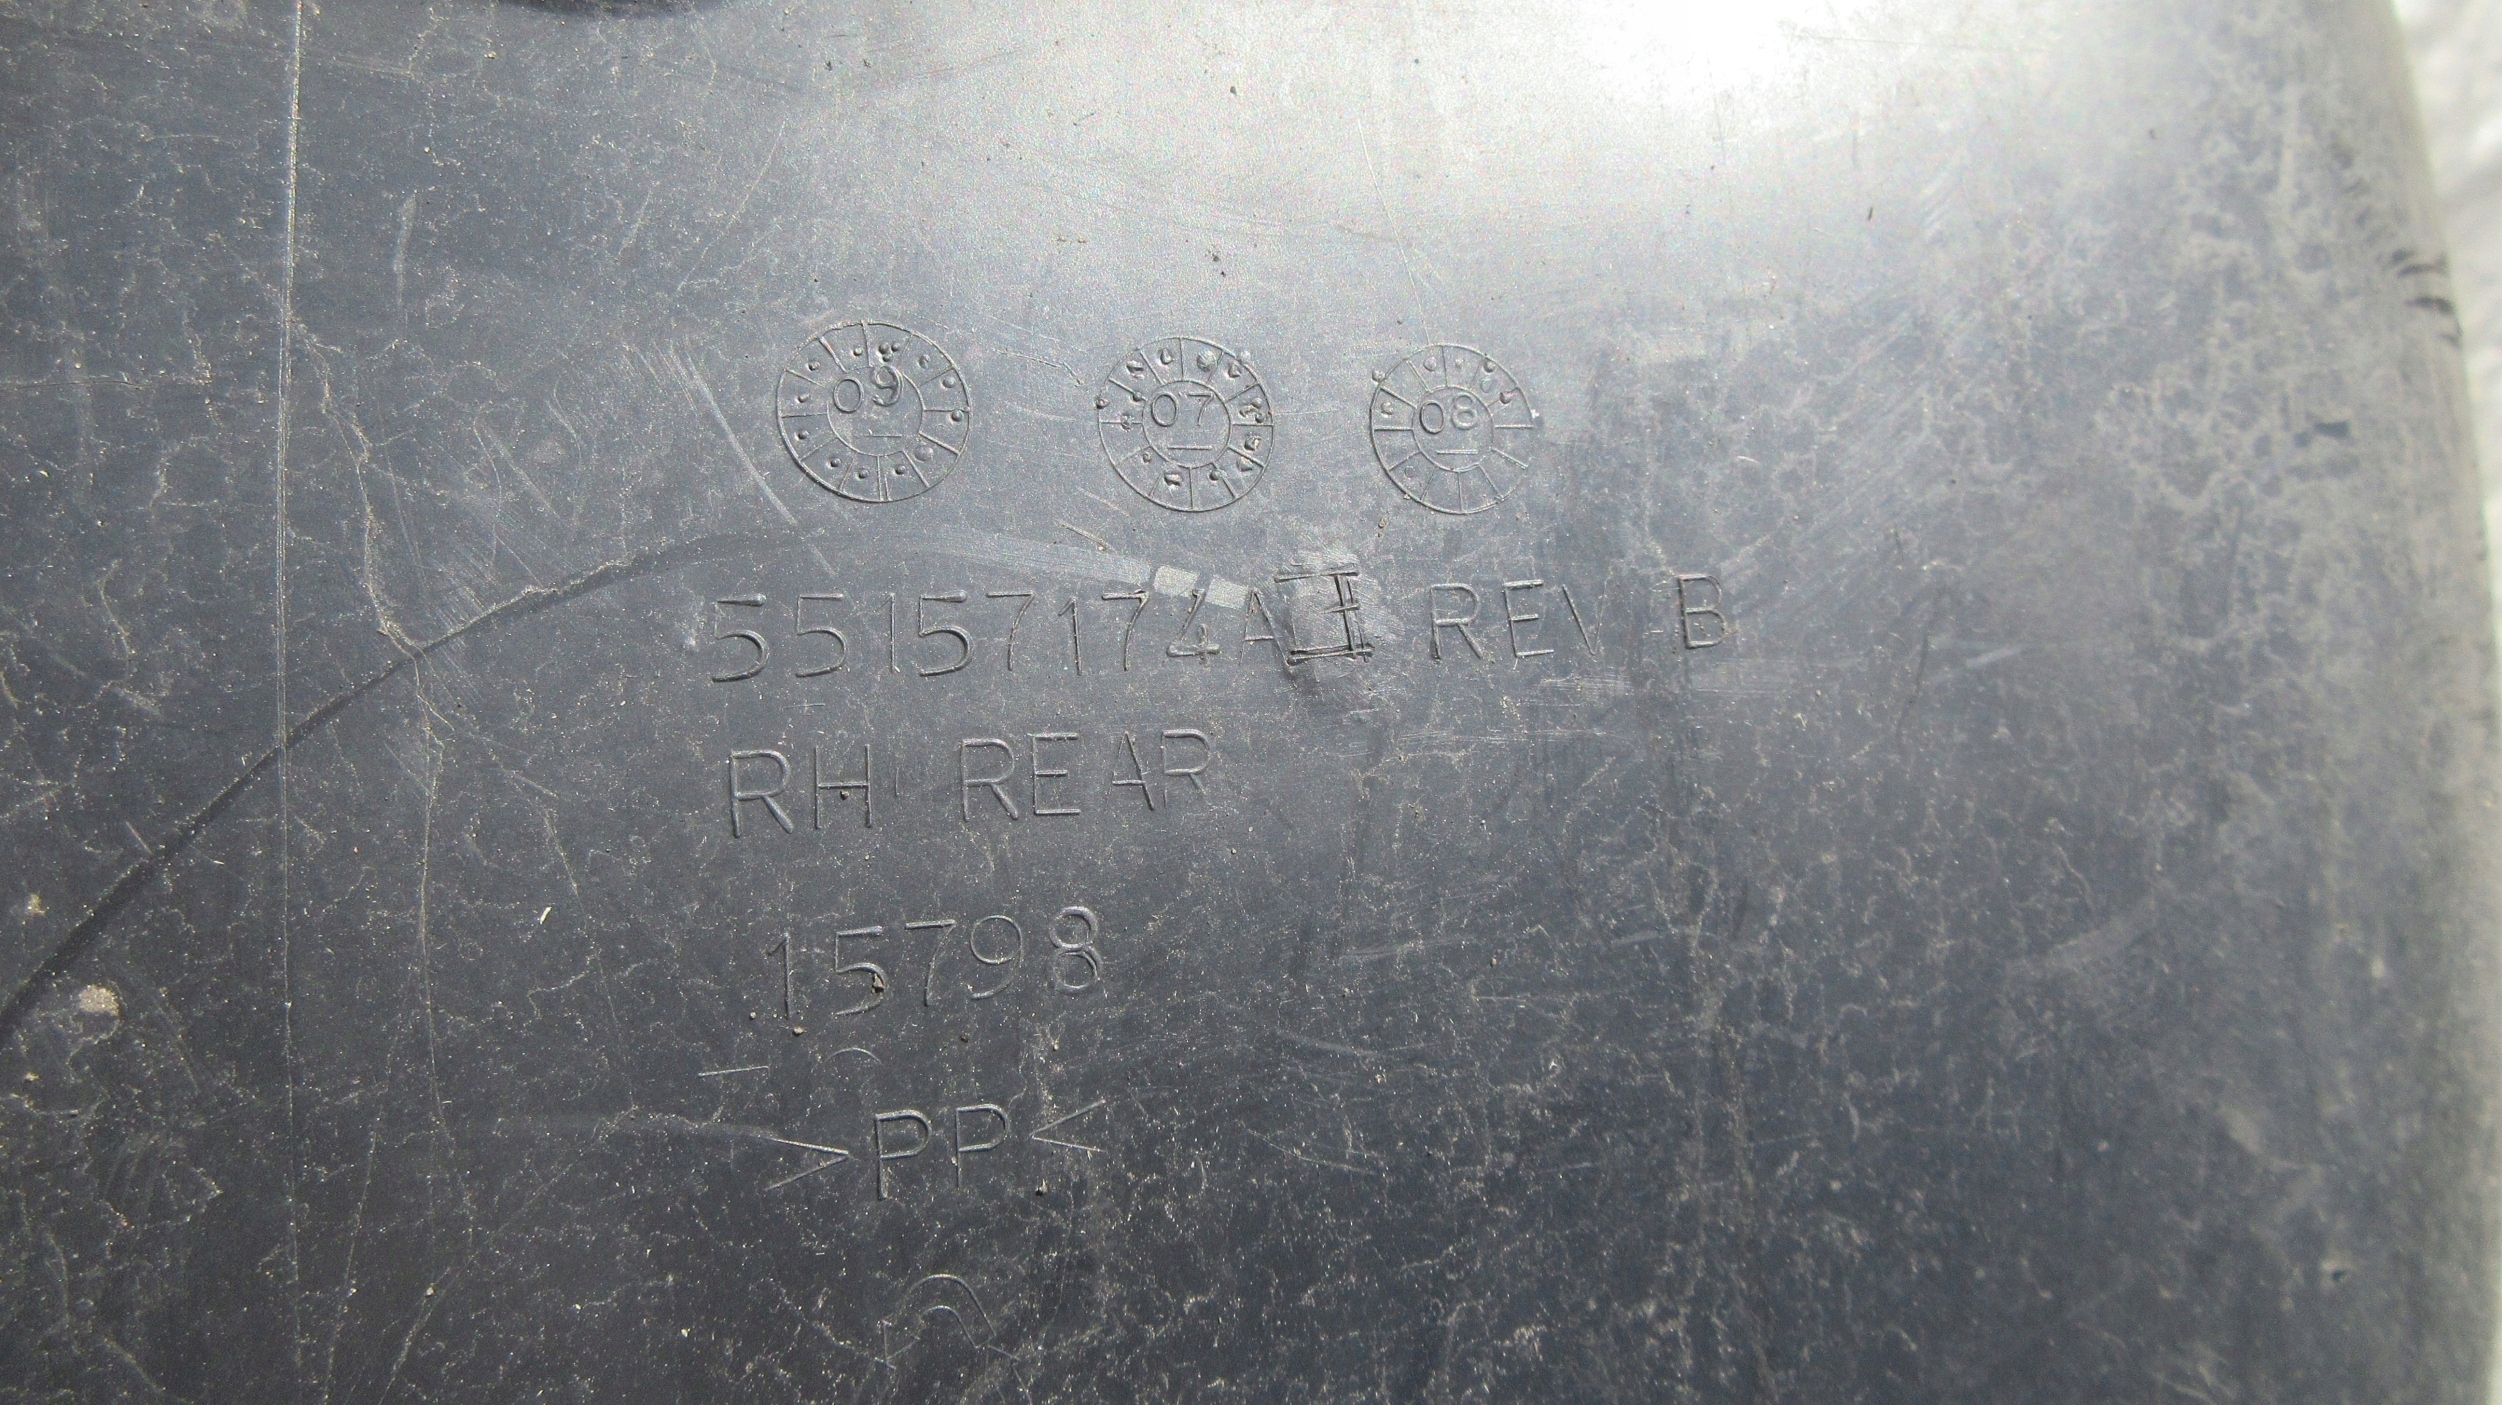 09 07 08
55157174AI REV B
RH REAR
15798
>PP<